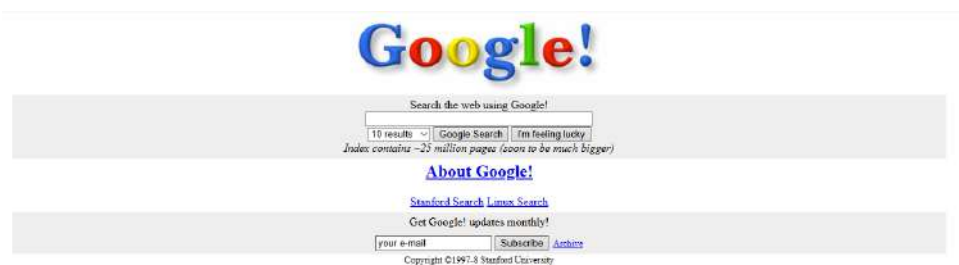 Google!
Search the web using Google!
10 results Google Search I'm feeling lucky
Index contains ~25 million pages (soon to be much bigger)
About Google!
Stanford Search Linux Search
Get Google! updates monthly!
your e-mail Subscribe Archive
Copyright ©1997-8 Stanford University